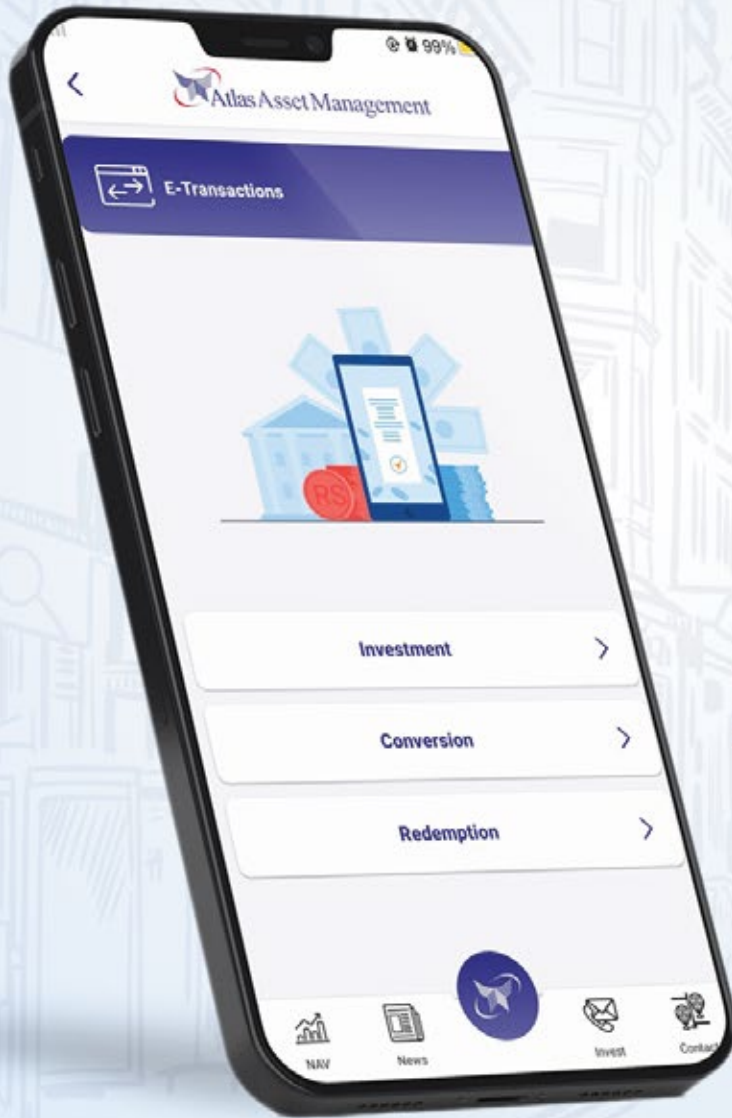 99%
Atlas Asset Management
E-Transactions
RS
Investment
Conversion
Redemption
NAV
News
Invest
Contact